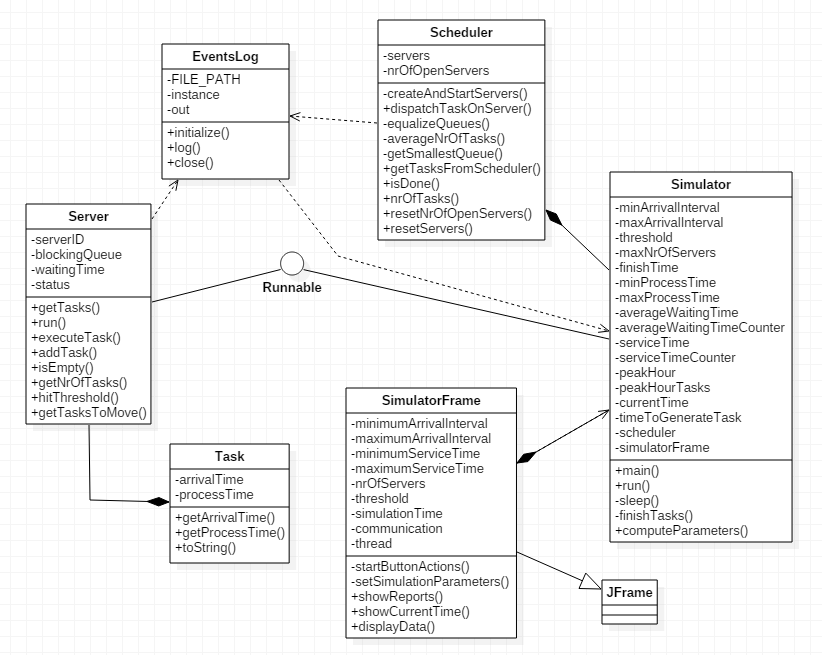 EventsLog
-FILE_PATH
-instance
-out
+initialize()
+log()
+close()
Scheduler
-servers
-nrOfOpenServers
-createAndStartServers()
+dispatchTaskOnServer()
-equalizeQueues()
-averageNrOfTasks()
-getSmallestQueue()
+getTasksFromScheduler()
+isDone()
+nrOfTasks()
+resetNrOfOpenServers()
+resetServers()
Server
-serverID
-blockingQueue
-waitingTime
-status
+getTasks()
+run()
+executeTask()
+addTask()
+isEmpty()
+getNrOfTasks()
+hitThreshold()
+getTasksToMove()
Runnable
Simulator
-minArrivalInterval
-maxArrivalInterval
-threshold
-maxNrOfServers
-finishTime
-minProcessTime
-maxProcessTime
-averageWaitingTime
-averageWaitingTimeCounter
-serviceTime
-serviceTimeCounter
-peakHour
-peakHourTasks
-currentTime
-timeToGenerateTask
-scheduler
-simulatorFrame
+main()
+run()
-sleep()
-finishTasks()
+computeParameters()
Task
-arrivalTime
-processTime
+getArrivalTime()
+getProcessTime()
+toString()
SimulatorFrame
-minimumArrivalInterval
-maximumArrivalInterval
-minimumServiceTime
-maximumServiceTime
-nrOfServers
-threshold
-simulationTime
-communication
-thread
-startButtonActions()
-setSimulationParameters()
+showReports()
+showCurrentTime()
+displayData()
JFrame